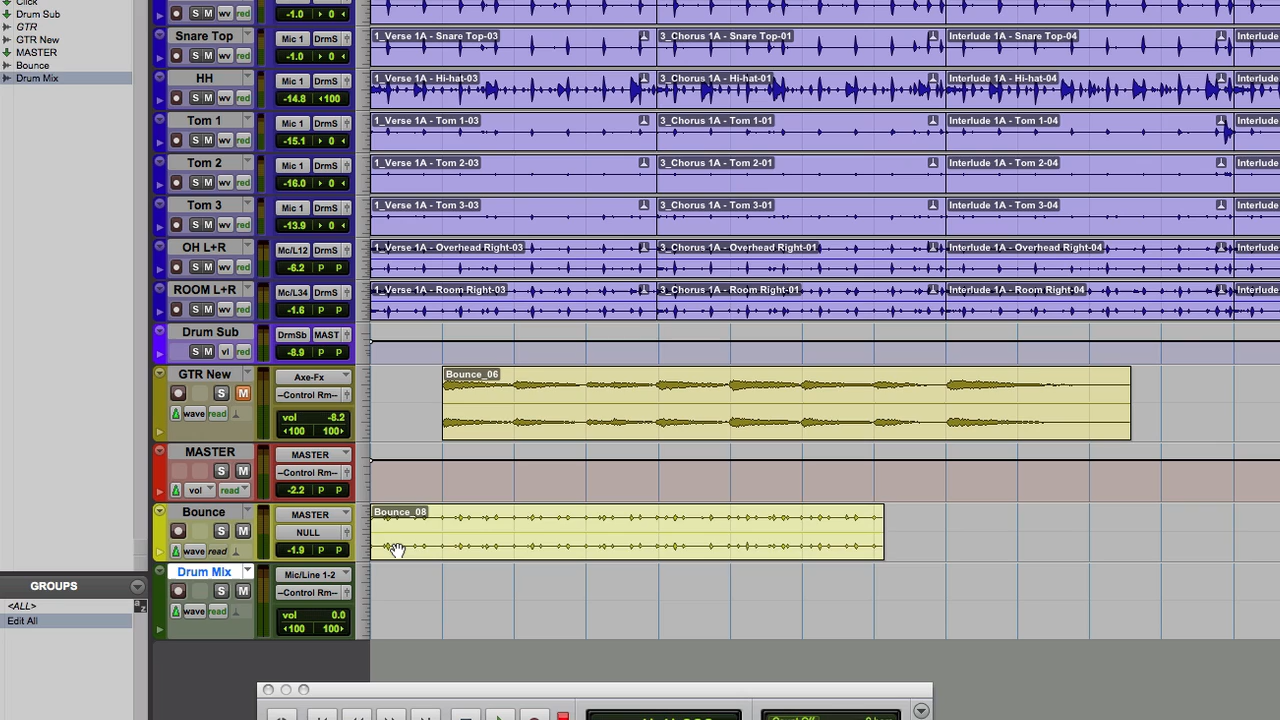 Click
-1.0 0
wv red
Drum Sub
GTR
GTR New
MASTER
Bounce
Drum Mix
Snare Top
Mic 1 DrmS
-1.0 0
S M wv red
1_Verse 1A - Snare Top-03
3_Chorus 1A - Snare Top-01
Interlude 1A - Snare Top-04
Interlude
HH
Mic 1 DrmS
-14.8 100
S M wv red
1_Verse 1A - Hi-hat-03
3_Chorus 1A - Hi-hat-01
Interlude 1A - Hi-hat-04
Interlude
Tom 1
Mic 1 DrmS
-15.1 0
S M wv red
1_Verse 1A - Tom 1-03
3_Chorus 1A - Tom 1-01
Interlude 1A - Tom 1-04
Interlude
Tom 2
Mic 1 DrmS
-16.0 0
S M wv red
1_Verse 1A - Tom 2-03
3_Chorus 1A - Tom 2-01
Interlude 1A - Tom 2-04
Interlude
Tom 3
Mic 1 DrmS
-13.9 0
S M wv red
1_Verse 1A - Tom 3-03
3_Chorus 1A - Tom 3-01
Interlude 1A - Tom 3-04
Interlude
OH L+R
Mc/L12 DrmS
-6.2 P P
S M wv red
1_Verse 1A - Overhead Right-03
3_Chorus 1A - Overhead Right-01
Interlude 1A - Overhead Right-04
Interlude
ROOM L+R
Mc/L34 DrmS
-1.6 P P
S M wv red
1_Verse 1A - Room Right-03
3_Chorus 1A - Room Right-01
Interlude 1A - Room Right-04
Interlude
Drum Sub
DrmSb MAST
-8.9 P P
S M vl red
GTR New
Axe-Fx
S M
--Control Rm--
wave read
vol -8.2
100 100
Bounce_06
MASTER
MASTER
S M
--Control Rm--
vol read
-2.2 P P
Bounce
MASTER
S M
NULL
wave read
-1.9 P P
Bounce_08
Drum Mix
Mic/Line 1-2
S M
--Control Rm--
wave read
vol 0.0
100 100
GROUPS
<ALL>
a z
Edit All